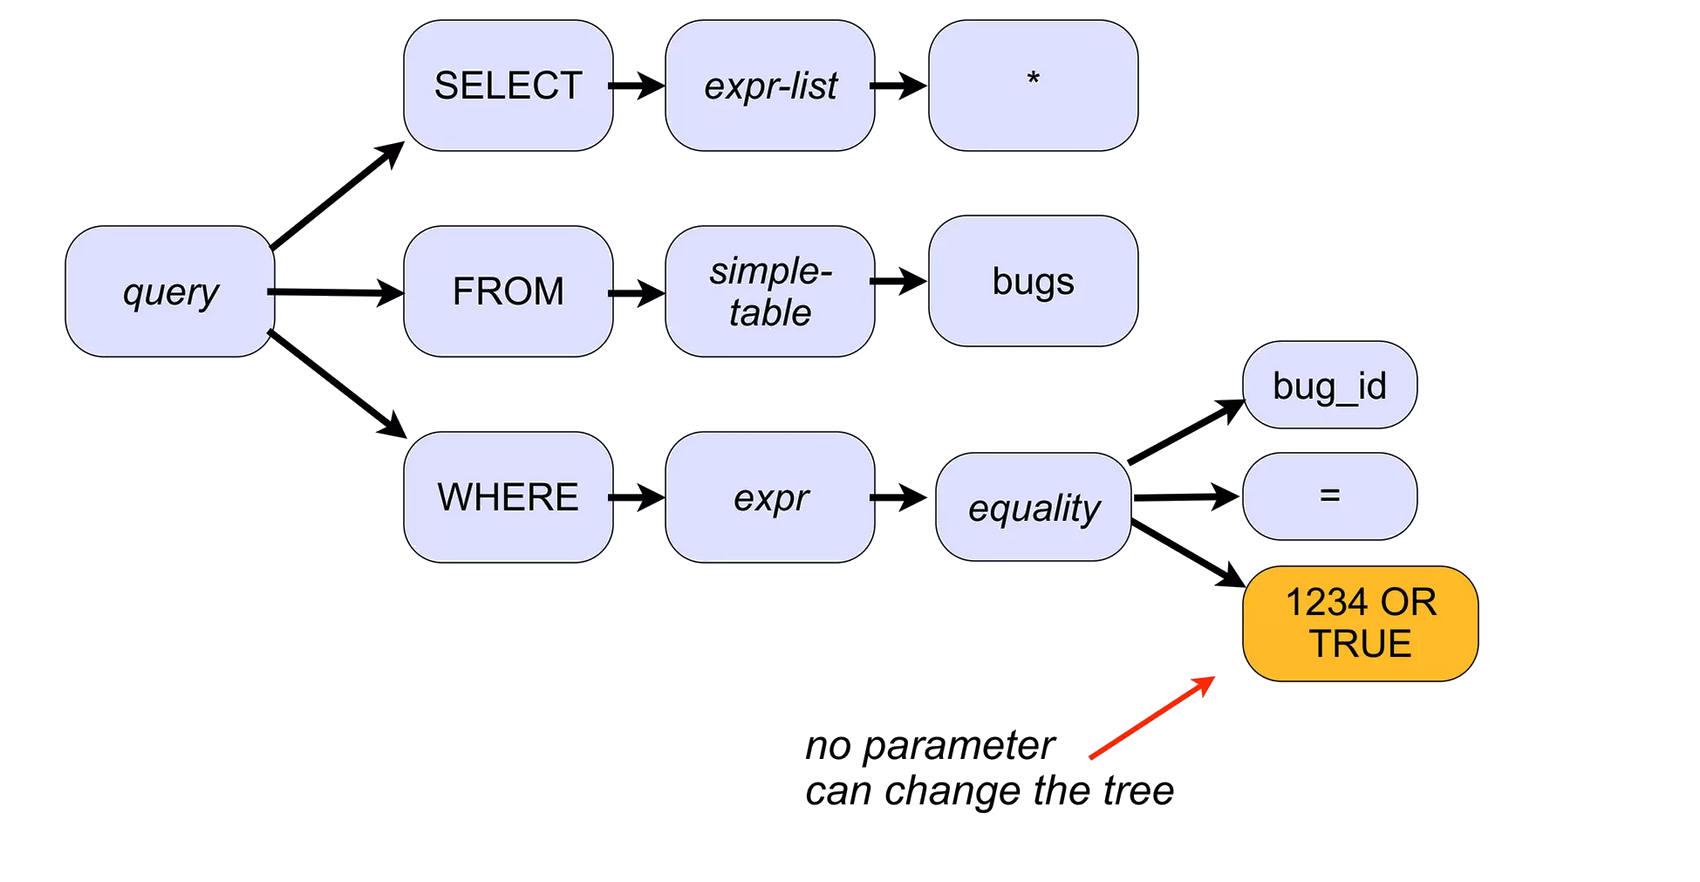 SELECT
expr-list
*
query
FROM
simple-
table
bugs
WHERE
expr
equality
bug_id
=
1234 OR
TRUE
no parameter
can change the tree